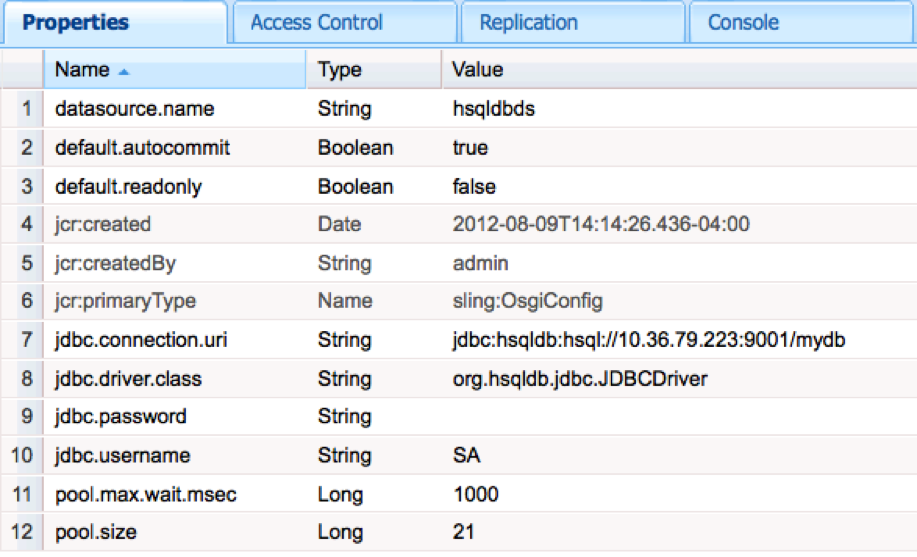 Properties Access Control Replication Console
Name Type Value
1 datasource.name String hsqldbds
2 default.autocommit Boolean true
3 default.readonly Boolean false
4 jcr:created Date 2012-08-09T14:14:26.436-04:00
5 jcr:createdBy String admin
6 jcr:primaryType Name sling:OsgiConfig
7 jdbc.connection.uri String jdbc:hsqldb:hsql://10.36.79.223:9001/mydb
8 jdbc.driver.class String org.hsqldb.jdbc.JDBCDriver
9 jdbc.password String
10 jdbc.username String SA
11 pool.max.wait.msec Long 1000
12 pool.size Long 21